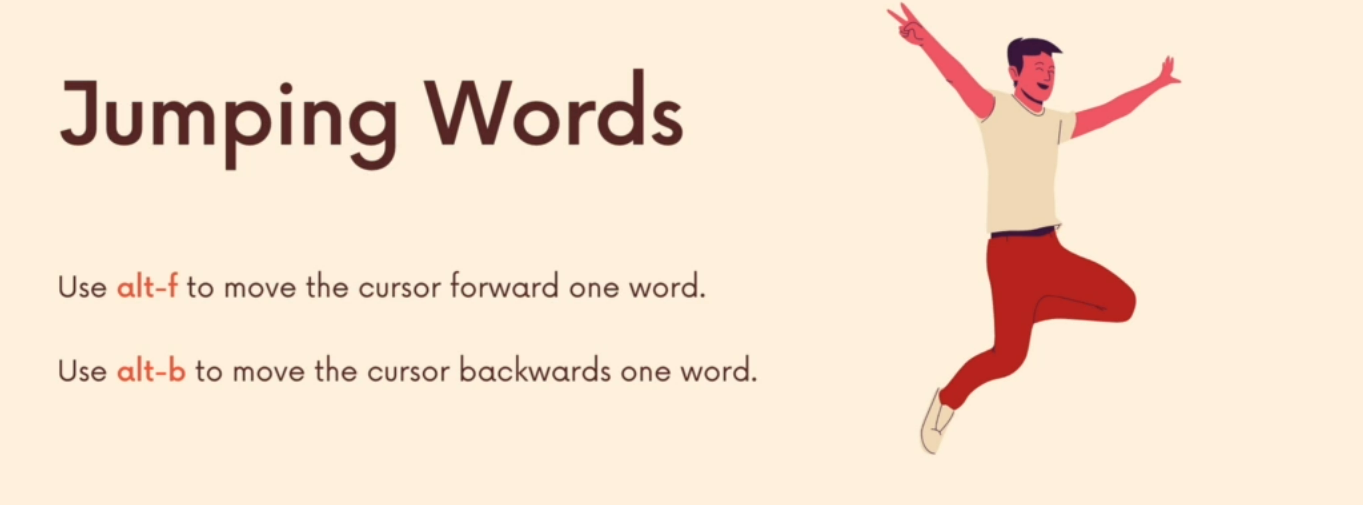 Jumping Words
Use alt-f to move the cursor forward one word.
Use alt-b to move the cursor backwards one word.